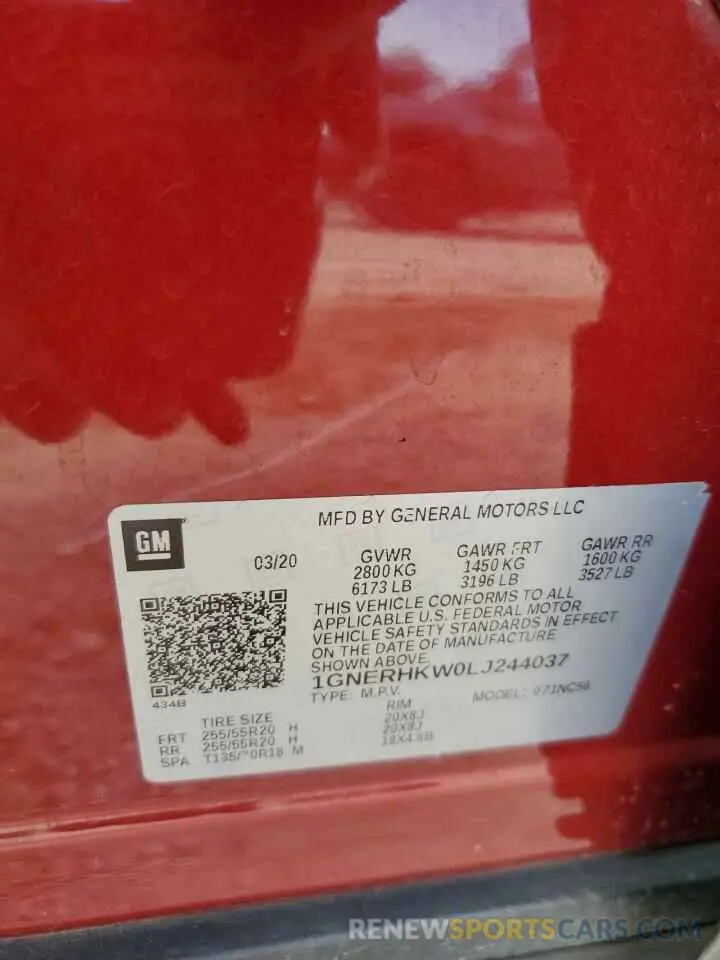 GM
MFD BY GENERAL MOTORS LLC
03/20
GVWR
2800 KG
6173 LB
GAWR FRT
1450 KG
3196 LB
GAWR RR
1600 KG
3527 LB
THIS VEHICLE CONFORMS TO ALL
APPLICABLE U.S. FEDERAL MOTOR
VEHICLE SAFETY STANDARDS IN EFFECT
ON THE DATE OF MANUFACTURE
SHOWN ABOVE
1GNERHKW0LJ244037
TYPE: M.P.V. MODEL:
434B
TIRE SIZE RIM
FRT 255/55R20 H 20X8J
RR 255/55R20 H 20X8J
SPA M 18X4.5B
RENEWSPORTSCARS.COM